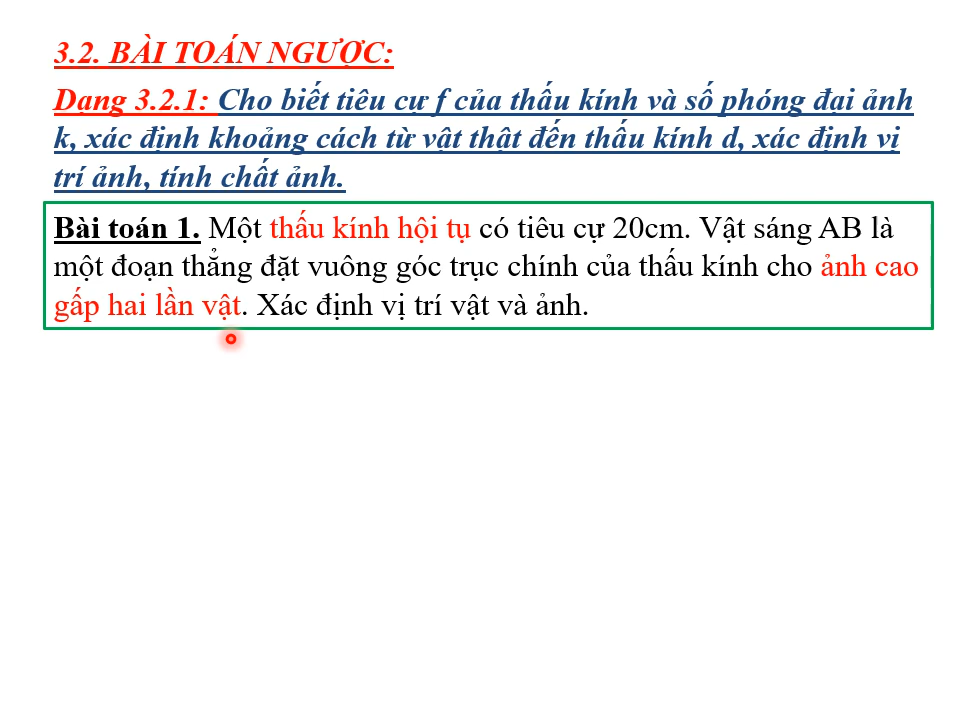 3.2. BÀI TOÁN NGƯỢC:
Dạng 3.2.1: Cho biết tiêu cự f của thấu kính và số phóng đại ảnh
k, xác định khoảng cách từ vật thật đến thấu kính d, xác định vị
trí ảnh, tính chất ảnh.
Bài toán 1. Một thấu kính hội tụ có tiêu cự 20cm. Vật sáng AB là
một đoạn thẳng đặt vuông góc trục chính của thấu kính cho ảnh cao
gấp hai lần vật. Xác định vị trí vật và ảnh.